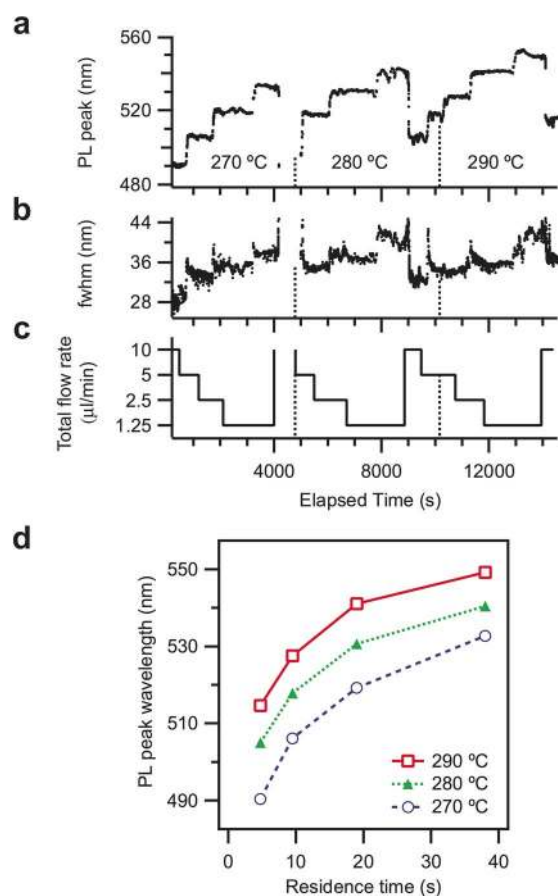 a
PL peak (nm)
560
520
480
270 ºC
280 ºC
290 ºC
b
fwhm (nm)
44
36
28
c
Total flow rate
(µl/min)
10
5
2.5
1.25
4000
8000
12000
Elapsed Time (s)
d
PL peak wavelength (nm)
550
530
510
490
290 ºC
280 ºC
270 ºC
0
10
20
30
40
Residence time (s)